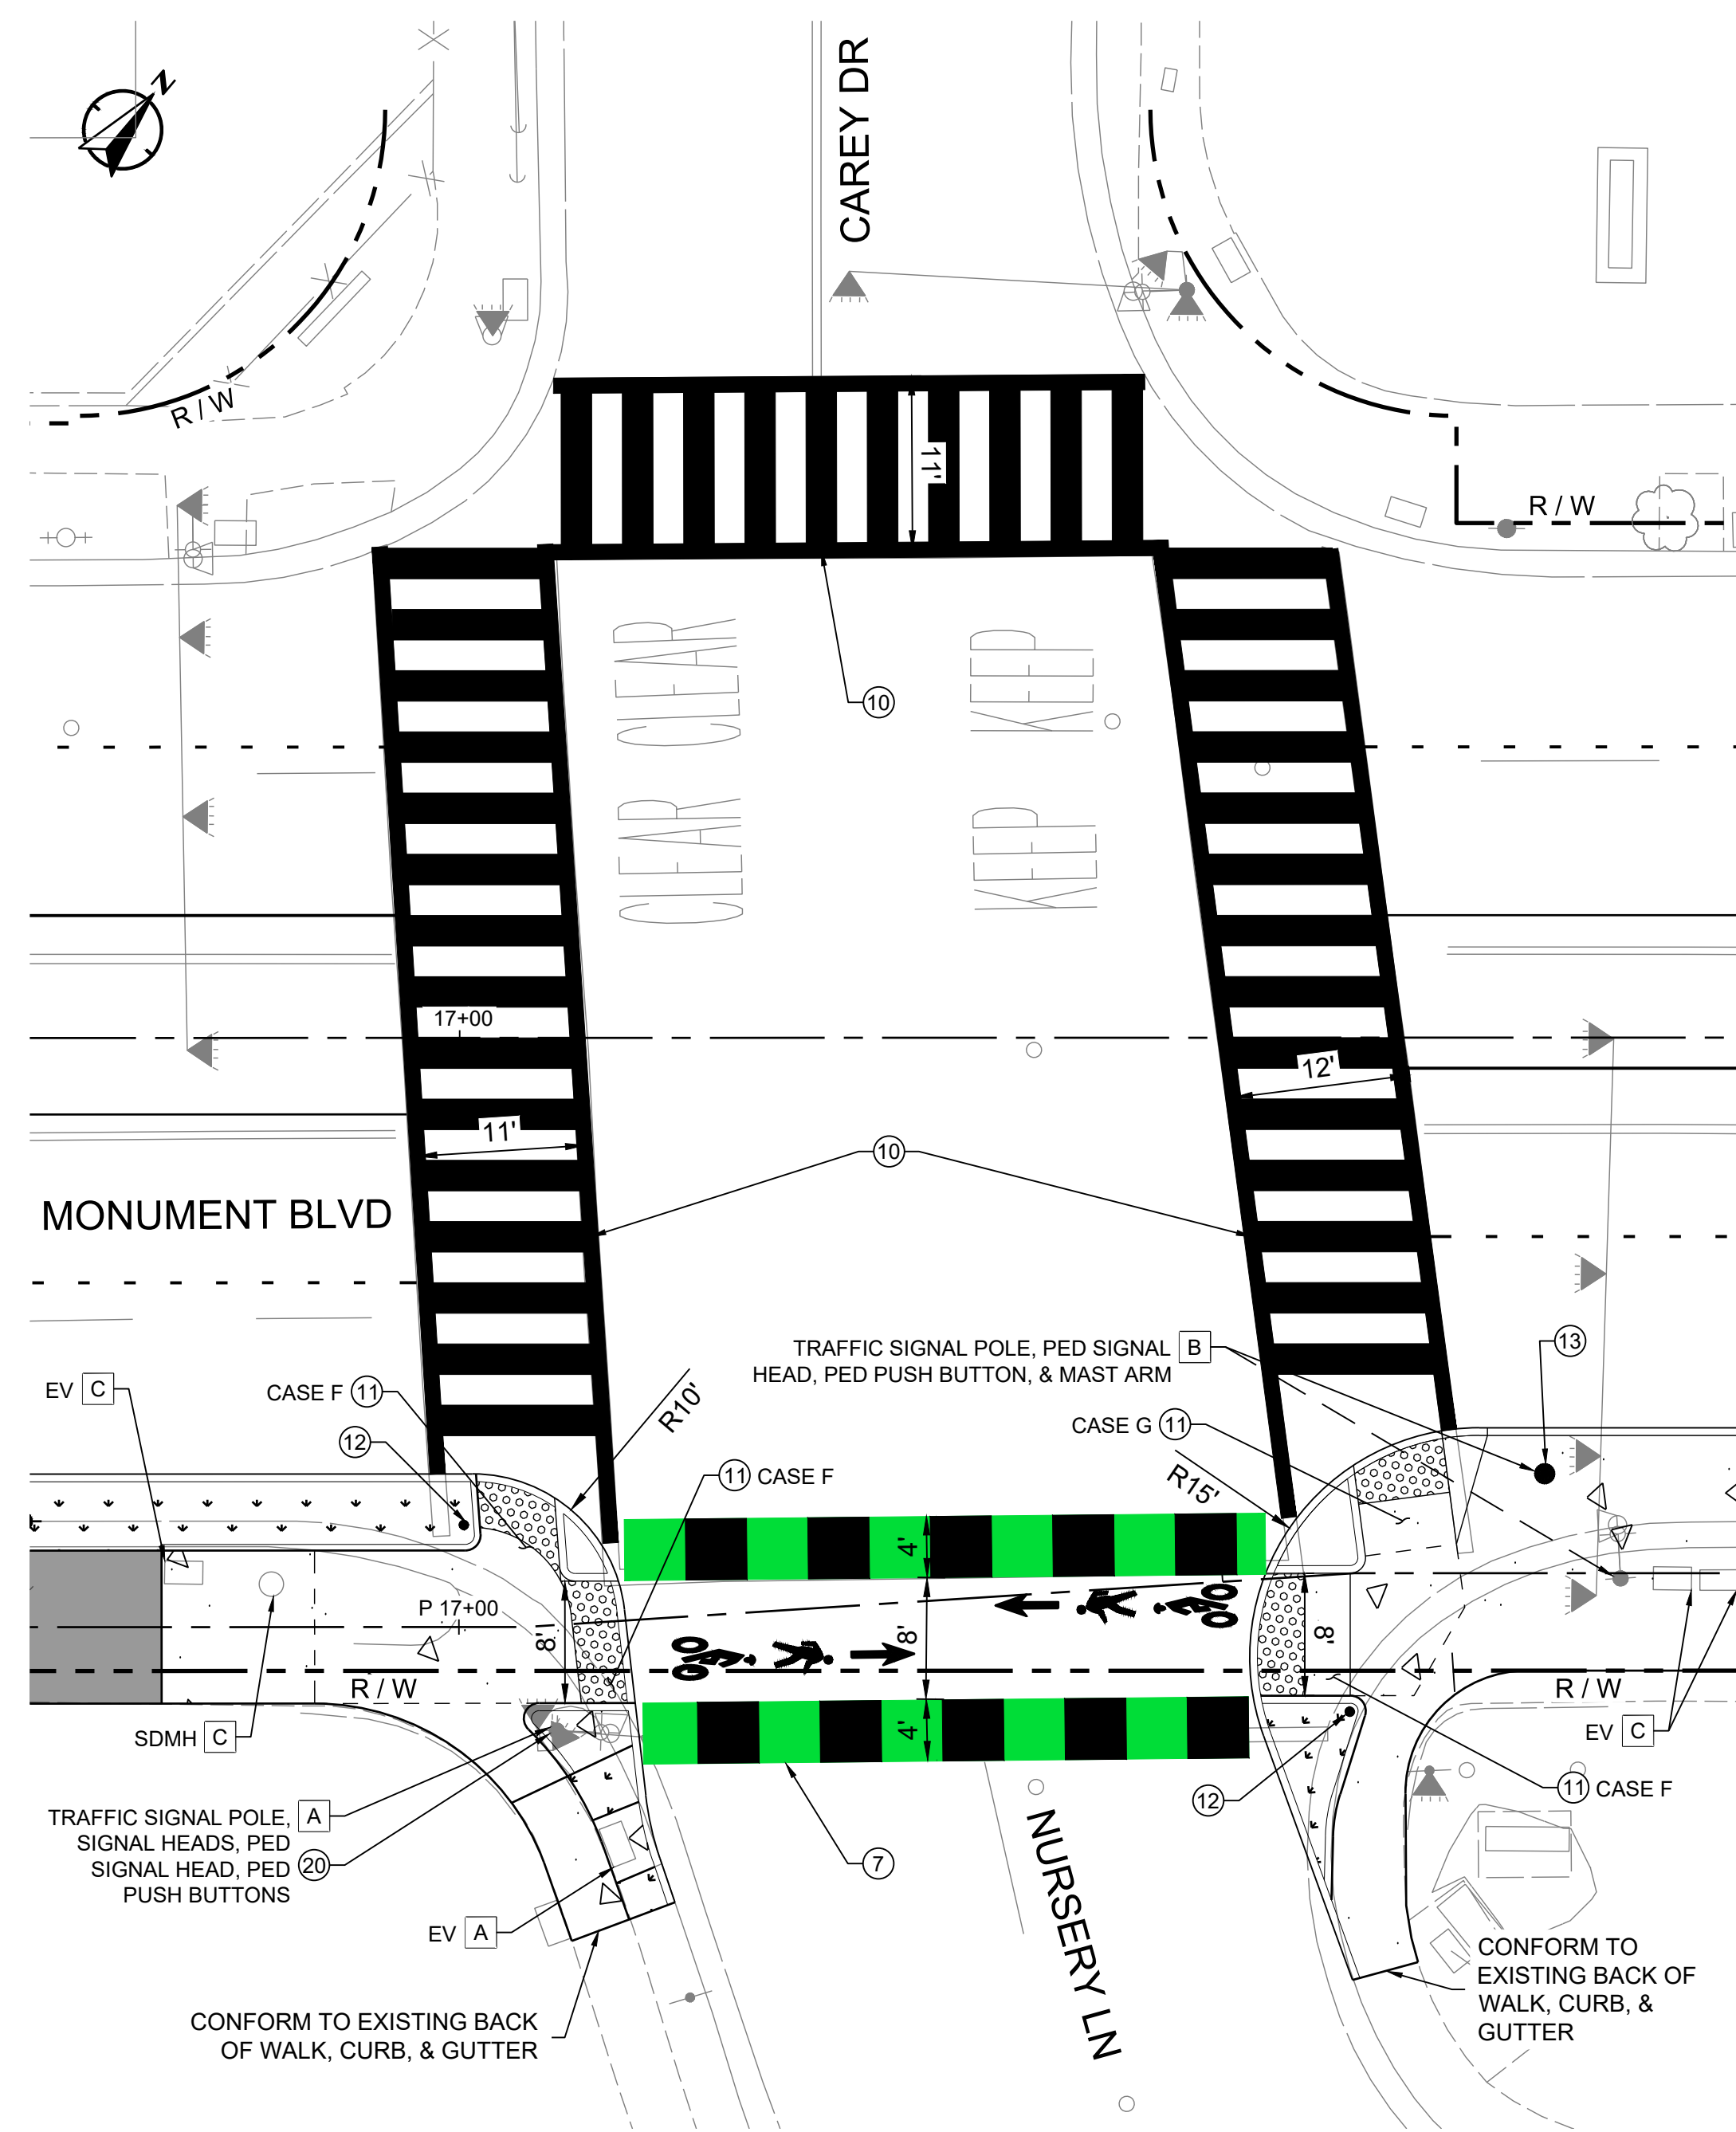 N
CAREY DR
R / W
11'
R / W
CLEAR
KEEP
10
CLEAR
KEEP
17+00
12'
11'
10
MONUMENT BLVD
TRAFFIC SIGNAL POLE, PED SIGNAL B
HEAD, PED PUSH BUTTON, & MAST ARM
13
EV C
CASE F 11
R10'
CASE G 11
12
11 CASE F
R15'
4'
P 17+00
8'
8'
8'
R / W
R / W
SDMH C
4'
EV C
11 CASE F
12
TRAFFIC SIGNAL POLE, A
SIGNAL HEADS, PED
SIGNAL HEAD, PED 20
PUSH BUTTONS
7
NURSERY LN
EV A
CONFORM TO
EXISTING BACK OF
WALK, CURB, &
GUTTER
CONFORM TO EXISTING BACK
OF WALK, CURB, & GUTTER